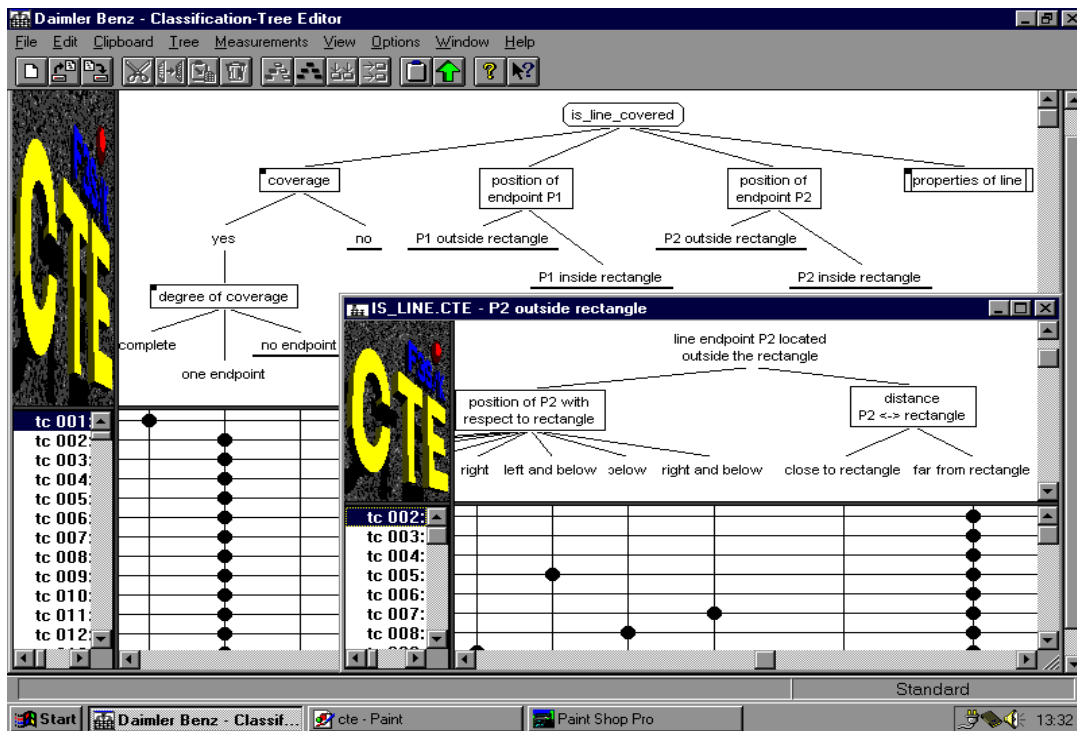 Daimler Benz - Classification-Tree Editor
File Edit Clipboard Tree Measurements View Options Window Help
CTE
is_line_covered
coverage
position of
endpoint P1
position of
endpoint P2
properties of line
yes
no
P1 outside rectangle
P2 outside rectangle
P1 inside rectangle
P2 inside rectangle
degree of coverage
complete
no endpoint
one endpoint
tc 001:
tc 002:
tc 003:
tc 004:
tc 005:
tc 006:
tc 007:
tc 008:
tc 009:
tc 010:
tc 011:
tc 012:
IS_LINE.CTE - P2 outside rectangle
CTE
line endpoint P2 located
outside the rectangle
position of P2 with
respect to rectangle
distance
P2 <-> rectangle
right
left and below
below
right and below
close to rectangle
far from rectangle
tc 002:
tc 003:
tc 004:
tc 005:
tc 006:
tc 007:
tc 008:
Standard
Start
Daimler Benz - Classif...
cte - Paint
Paint Shop Pro
13:32